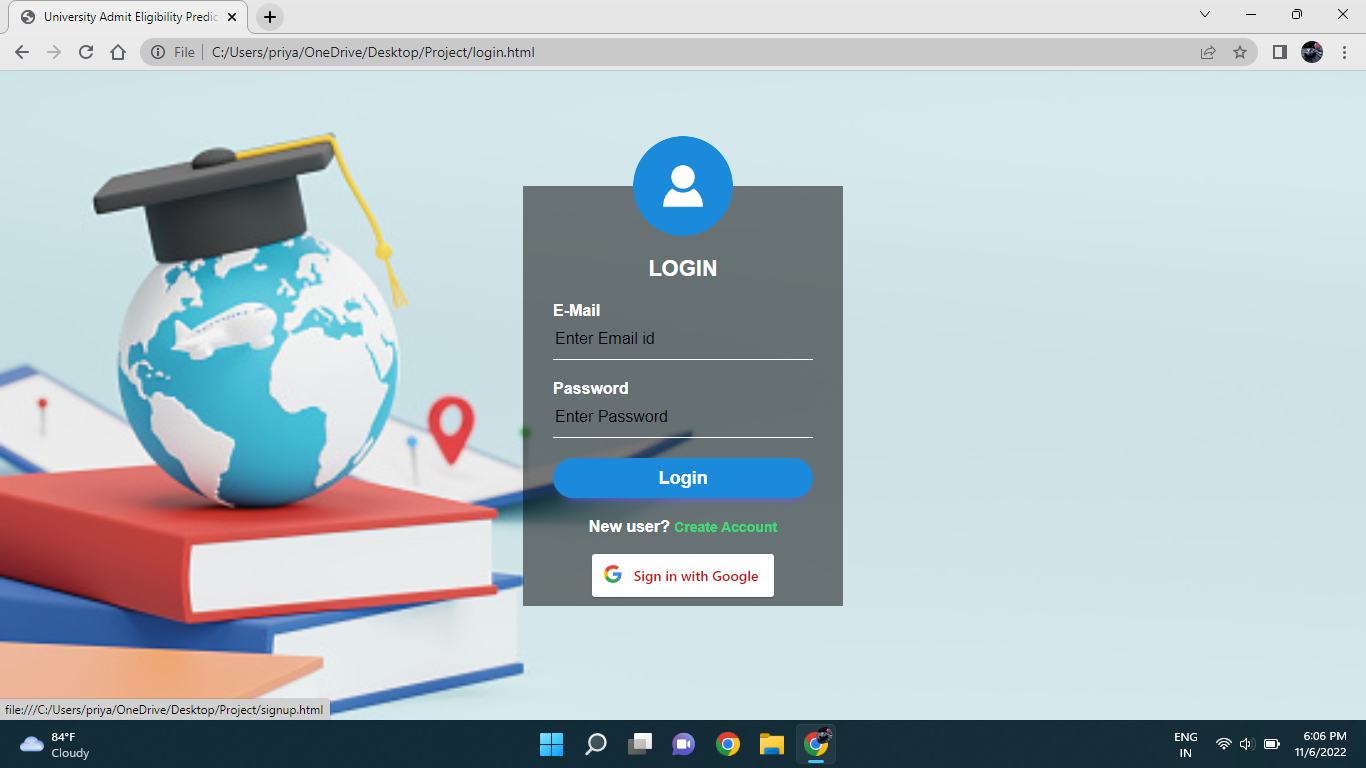 University Admit Eligibility Predic
File
C:/Users/priya/OneDrive/Desktop/Project/login.html
LOGIN
E-Mail
Enter Email id
Password
Enter Password
Login
New user? Create Account
Sign in with Google
file:///C:/Users/priya/OneDrive/Desktop/Project/signup.html
84°F
Cloudy
ENG
IN
6:06 PM
11/6/2022